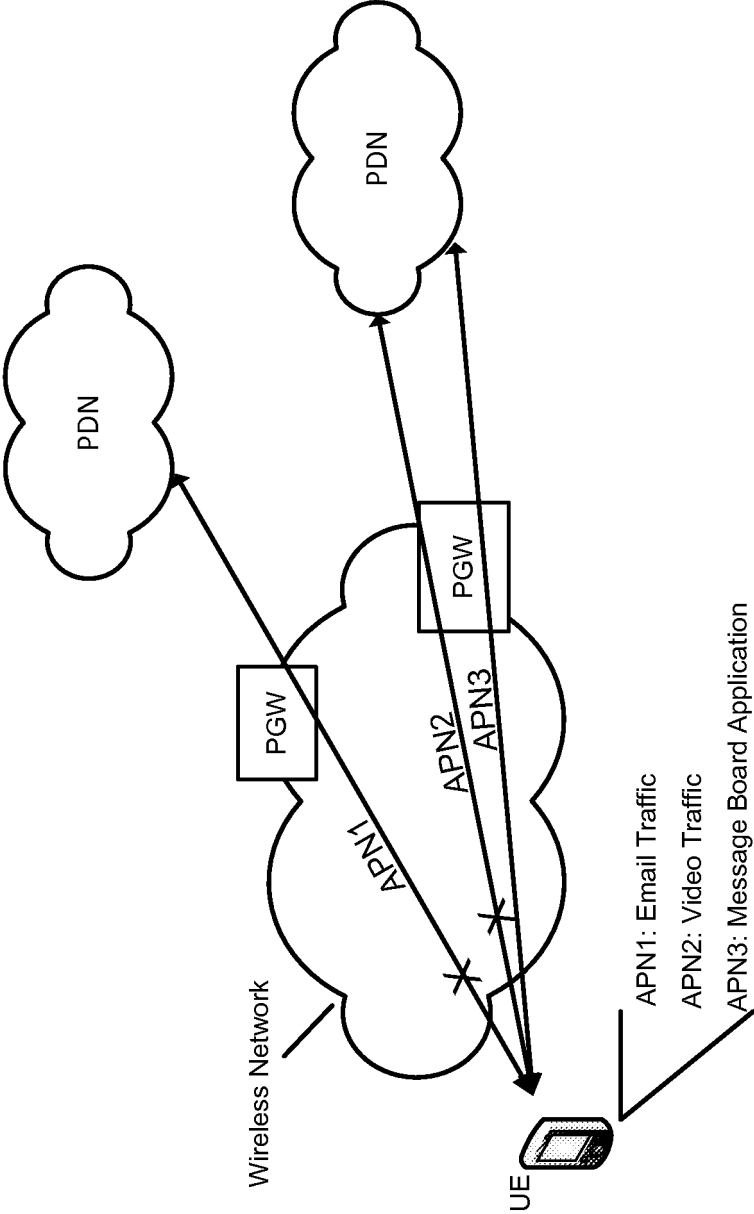 PDN
PDN
PGW
PGW
APN1
APN2
APN3
Wireless Network
UE
APN1: Email Traffic
APN2: Video Traffic
APN3: Message Board Application